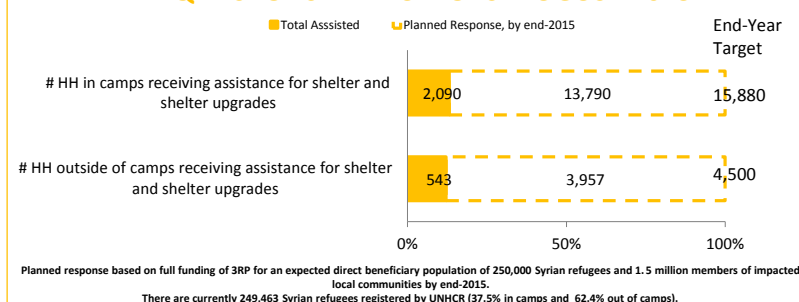 Total Asssisted
Planned Response, by end-2015
End-Year
Target
# HH in camps receiving assistance for shelter and
shelter upgrades
2,090
13,790
15,880
# HH outside of camps receiving assistance for shelter
and shelter upgrades
543
3,957
4,500
0%
50%
100%
Planned response based on full funding of 3RP for an expected direct beneficiary population of 250,000 Syrian refugees and 1.5 million members of impacted
local communities by end-2015.
There are currently 249,463 Syrian refugees registered by UNHCR (37.5% in camps and 62.4% out of camps).